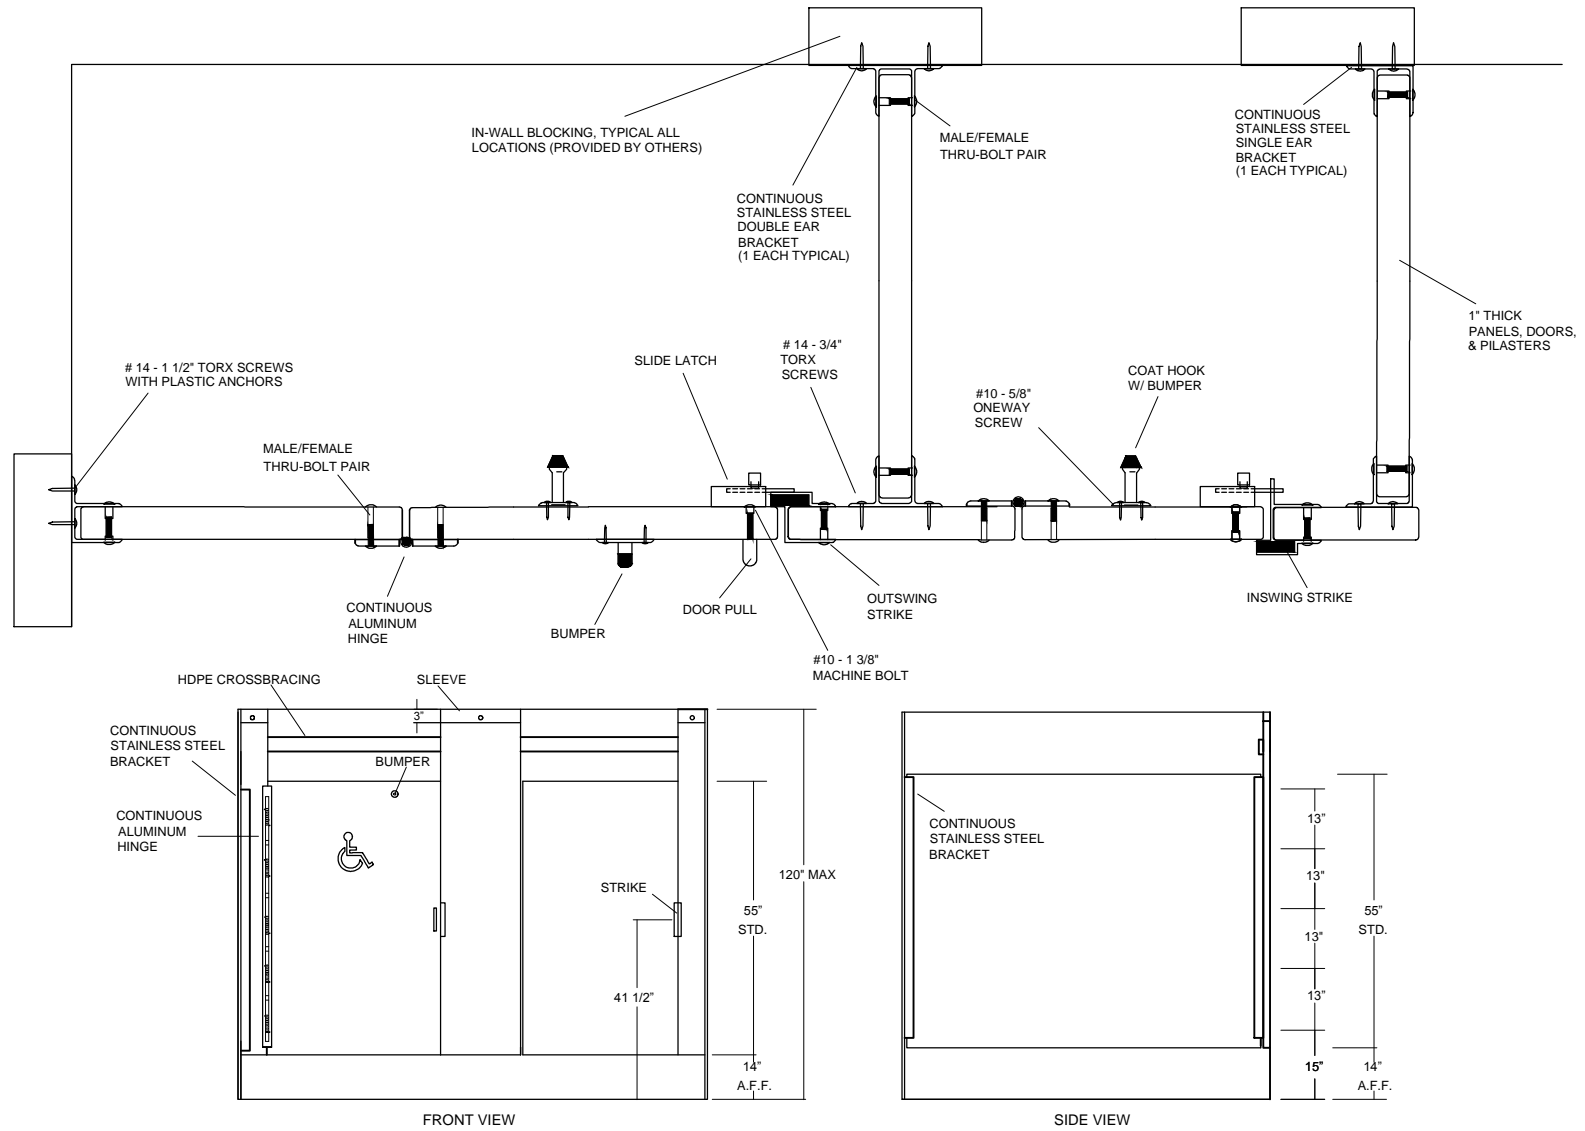 IN-WALL BLOCKING, TYPICAL ALL
LOCATIONS (PROVIDED BY OTHERS)
MALE/FEMALE
THRU-BOLT PAIR
CONTINUOUS
STAINLESS STEEL
SINGLE EAR
BRACKET
(1 EACH TYPICAL)
CONTINUOUS
STAINLESS STEEL
DOUBLE EAR
BRACKET
(1 EACH TYPICAL)
1" THICK
PANELS, DOORS,
& PILASTERS
# 14 - 1 1/2" TORX SCREWS
WITH PLASTIC ANCHORS
SLIDE LATCH
# 14 - 3/4"
TORX
SCREWS
#10 - 5/8"
ONEWAY
SCREW
COAT HOOK
W/ BUMPER
MALE/FEMALE
THRU-BOLT PAIR
CONTINUOUS
ALUMINUM
HINGE
BUMPER
DOOR PULL
OUTSWING
STRIKE
INSWING STRIKE
#10 - 1 3/8"
MACHINE BOLT
HDPE CROSSBRACING
SLEEVE
3"
CONTINUOUS
STAINLESS STEEL
BRACKET
BUMPER
CONTINUOUS
ALUMINUM
HINGE
STRIKE
41 1/2"
55"
STD.
120" MAX
14"
A.F.F.
FRONT VIEW
CONTINUOUS
STAINLESS STEEL
BRACKET
13"
13"
13"
13"
15"
55"
STD.
14"
A.F.F.
SIDE VIEW